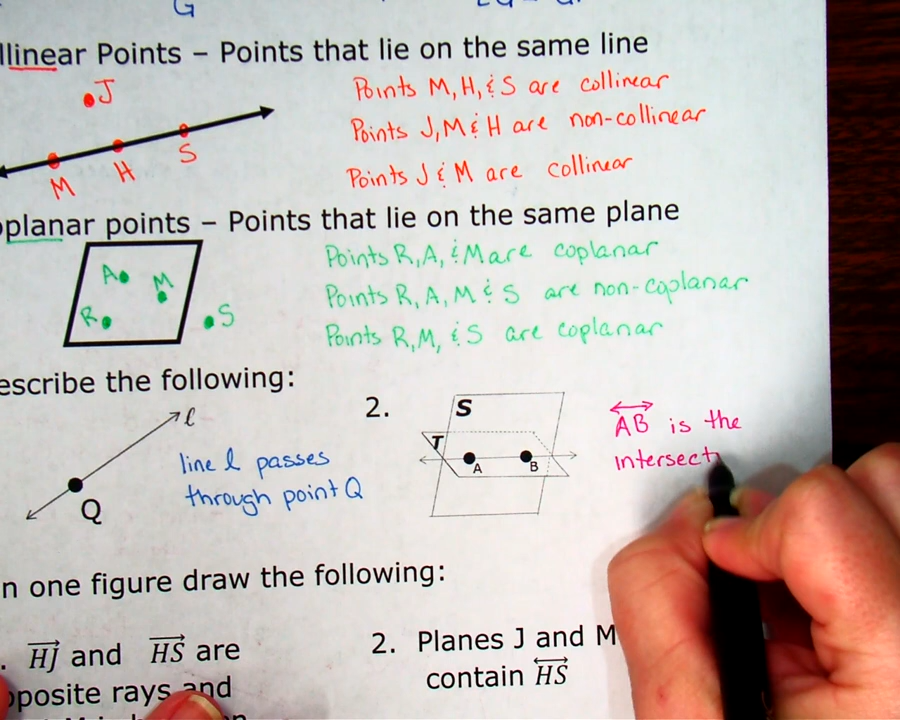 G
llinear Points – Points that lie on the same line
J
M H S
Points M, H, & S are collinear
Points J, M & H are non-collinear
Points J & M are collinear
oplanar points – Points that lie on the same plane
A M
R S
Points R, A, & M are coplanar
Points R, A, M & S are non-coplanar
Points R, M, & S are coplanar
escribe the following:
l
Q
line l passes
through point Q
2.
S
T
A B
AB is the
intersect
n one figure draw the following:
. HJ and HS are
pposite rays and
2. Planes J and M
contain HS